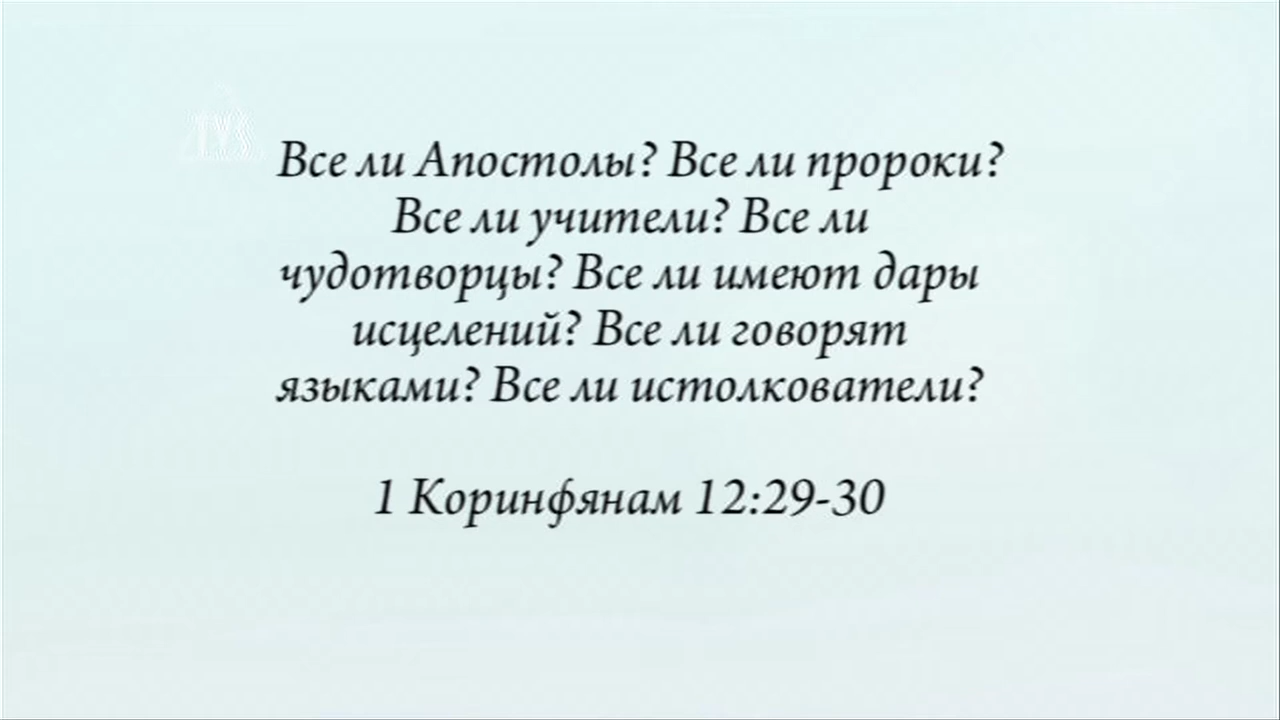 TVS
Все ли Апостолы? Все ли пророки?
Все ли учители? Все ли
чудотворцы? Все ли имеют дары
исцелений? Все ли говорят
языками? Все ли истолкователи?
1 Коринфянам 12:29-30